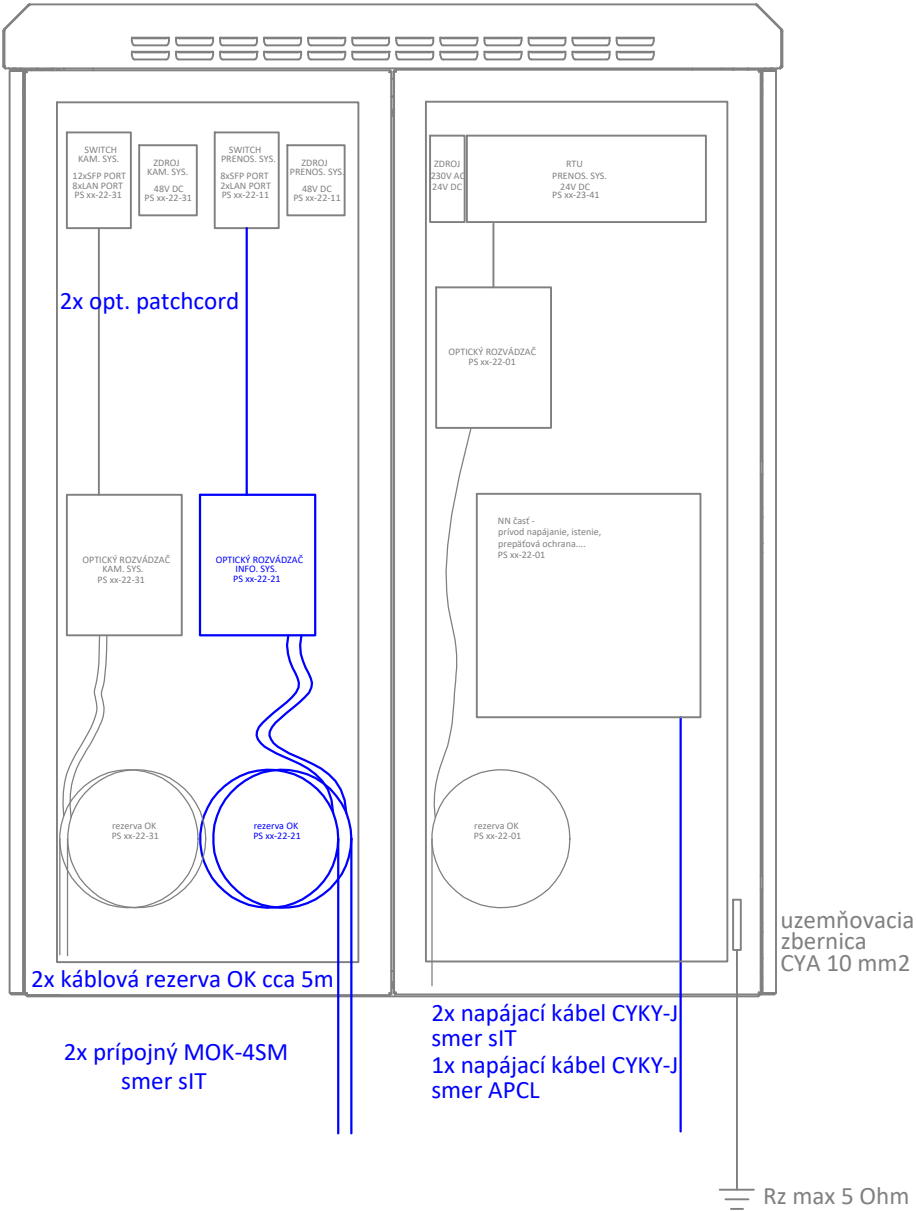 SWITCH
KAM. SYS.
12xSFP PORT
8xLAN PORT
PS xx-22-31
ZDROJ
KAM. SYS.
48V DC
PS xx-22-31
SWITCH
PRENOS. SYS.
8xSFP PORT
2xLAN PORT
PS xx-22-11
ZDROJ
PRENOS. SYS.
48V DC
PS xx-22-11
ZDROJ
230V AC
24V DC
RTU
PRENOS. SYS.
24V DC
PS xx-23-41
2x opt. patchcord
OPTICKÝ ROZVÁDZAČ
PS xx-22-01
OPTICKÝ ROZVÁDZAČ
KAM. SYS.
PS xx-22-31
OPTICKÝ ROZVÁDZAČ
INFO. SYS.
PS xx-22-21
NN časť -
prívod napájanie, istenie,
prepäťová ochrana....
PS xx-22-01
rezerva OK
PS xx-22-31
rezerva OK
PS xx-22-21
rezerva OK
PS xx-22-01
uzemňovacia
zbernica
CYA 10 mm2
2x káblová rezerva OK cca 5m
2x prípojný MOK-4SM
smer sIT
2x napájací kábel CYKY-J
smer sIT
1x napájací kábel CYKY-J
smer APCL
Rz max 5 Ohm